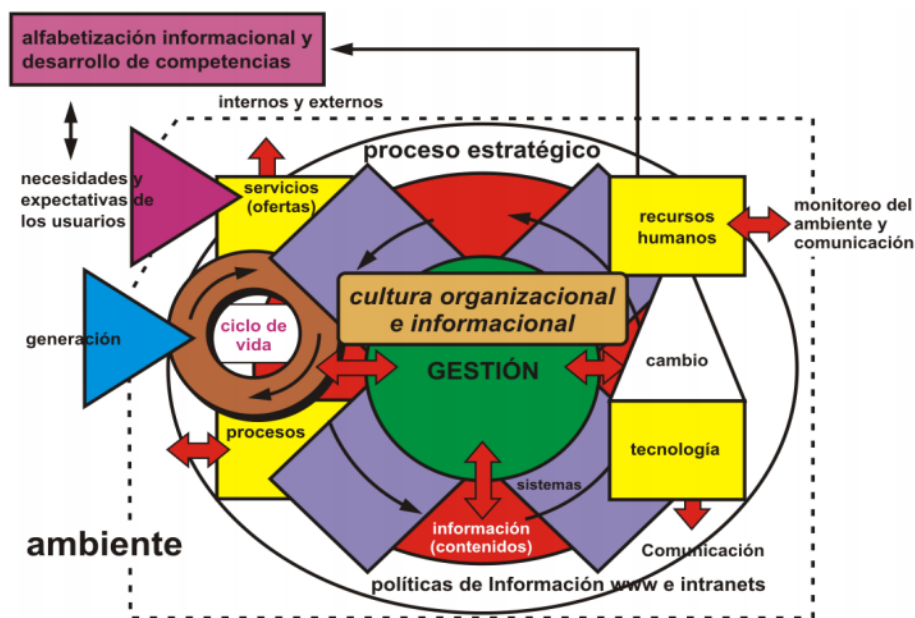 alfabetización informacional y
desarrollo de competencias
internos y externos
proceso estratégico
necesidades y
expectativas de
los usuarios
servicios
(ofertas)
recursos
humanos
monitoreo del
ambiente y
comunicación
cultura organizacional
e informacional
ciclo de
vida
generación
GESTIÓN
cambio
procesos
tecnología
sistemas
información
(contenidos)
ambiente
Comunicación
políticas de Información www e intranets